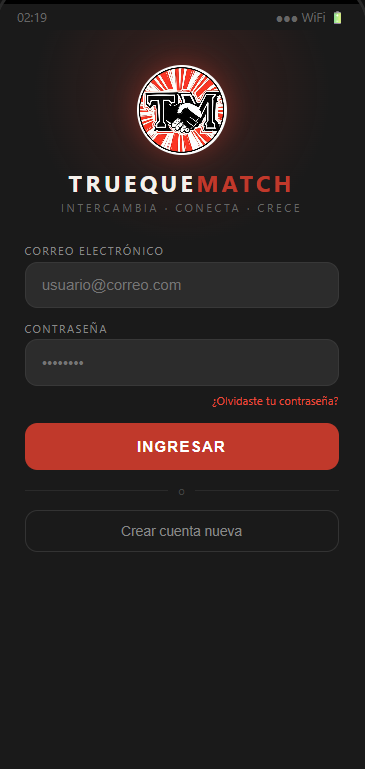 02:19 ●●● WiFi 🔋
TM
TRUEQUEMATCH
INTERCAMBIA · CONECTA · CRECE
CORREO ELECTRÓNICO
usuario@correo.com
CONTRASEÑA
••••••••
¿Olvidaste tu contraseña?
INGRESAR
o
Crear cuenta nueva